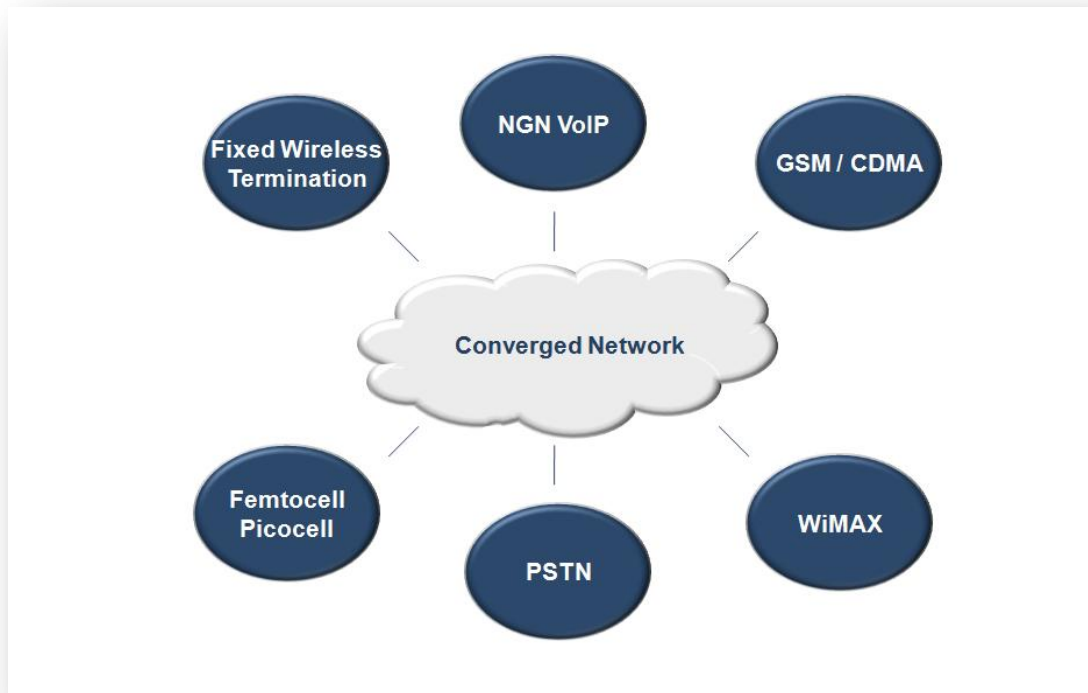 NGN VoIP
Fixed Wireless
Termination
GSM / CDMA
Converged Network
Femtocell
Picocell
PSTN
WiMAX